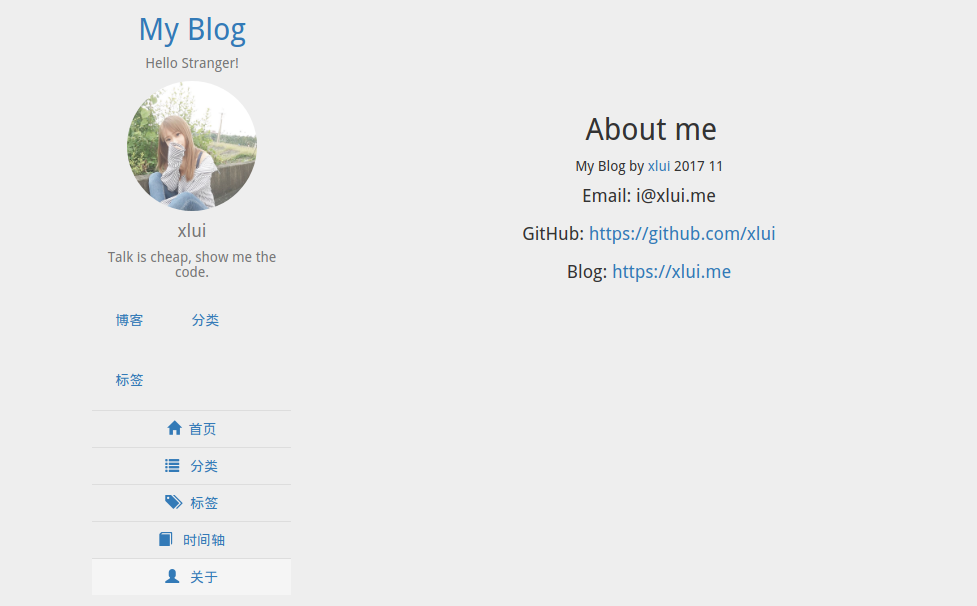 My Blog
Hello Stranger!
xlui
Talk is cheap, show me the
code.
博客 分类
标签
首页
分类
标签
时间轴
关于
About me
My Blog by xlui 2017 11
Email: i@xlui.me
GitHub: https://github.com/xlui
Blog: https://xlui.me